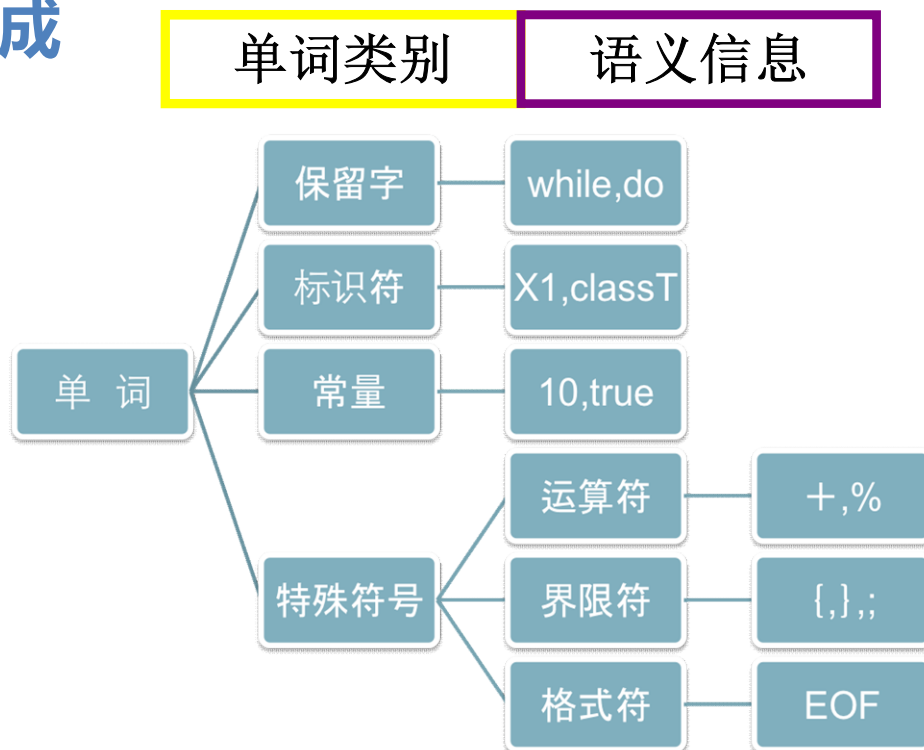 成
单词类别 语义信息
保留字 while,do
标识符 X1,classT
单 词 常量 10,true
运算符 +,%
特殊符号 界限符 {,},;
格式符 EOF